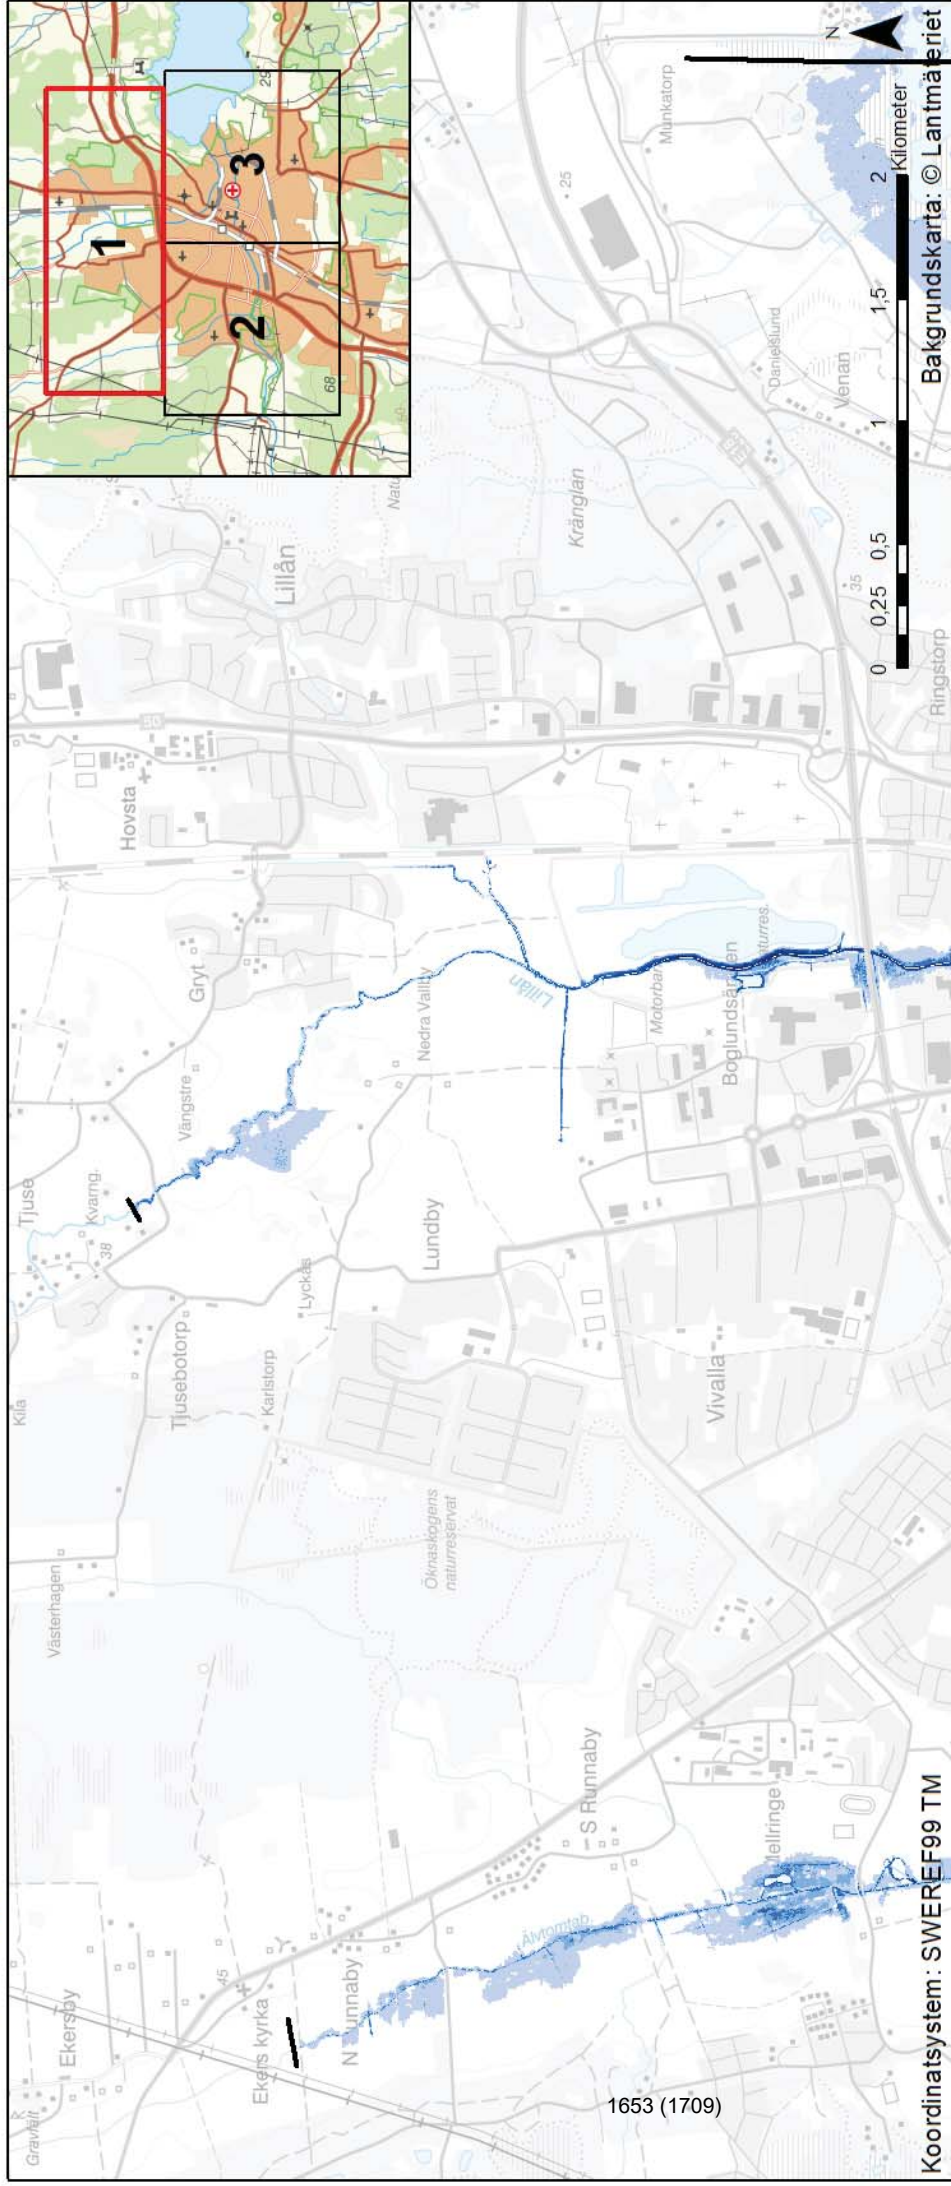 1
2
3
29
68
Tjuse
Kvarng.
38
Kila
Västerhagen
Ekersby
Gravfält
Hovsta
50
Gryt
Vängstre
Tjusebotorp
Karlstorp
Lyckås
Ekers kyrka
45
Lillån
Natu
Nedra Vallby
Lundby
Öknaskogens
naturreservat
N Runnaby
Lillån
Kränglan
25
Munkatorp
S Runnaby
Älvtomtab.
Motorban
Boglundsängen
naturres.
Vivalla
Mellringe
Danielslund
Venan
35
Ringstorp
N
0 0,25 0,5 1 1,5 2
Kilometer
Koordinatsystem: SWEREF99 TM
Bakgrundskarta: © Lantmäteriet
1653 (1709)